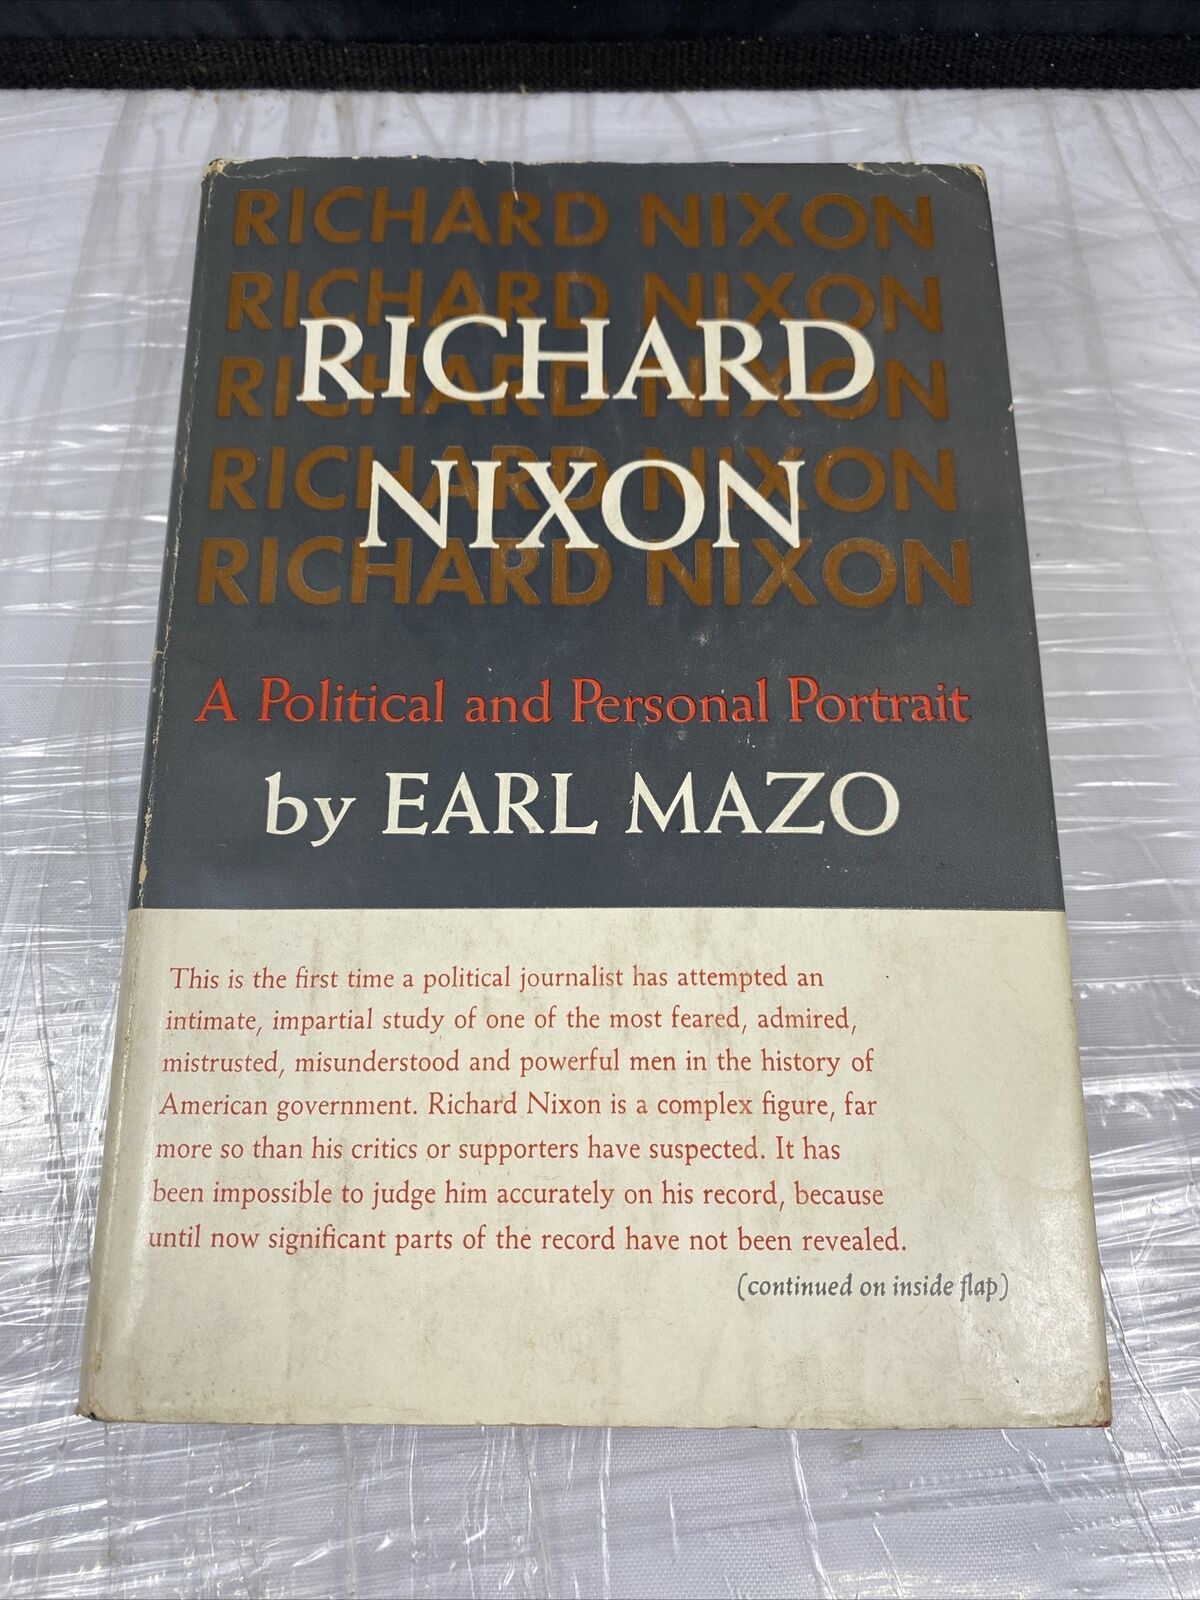 RICHARD NIXON
RICHARD NIXON
RICHARD
RICHARD NIXON
RICHARD NIXON
NIXON
RICHARD NIXON
A Political and Personal Portrait
by EARL MAZO
This is the first time a political journalist has attempted an
intimate, impartial study of one of the most feared, admired,
mistrusted, misunderstood and powerful men in the history of
American government. Richard Nixon is a complex figure, far
more so than his critics or supporters have suspected. It has
been impossible to judge him accurately on his record, because
until now significant parts of the record have not been revealed.
(continued on inside flap)